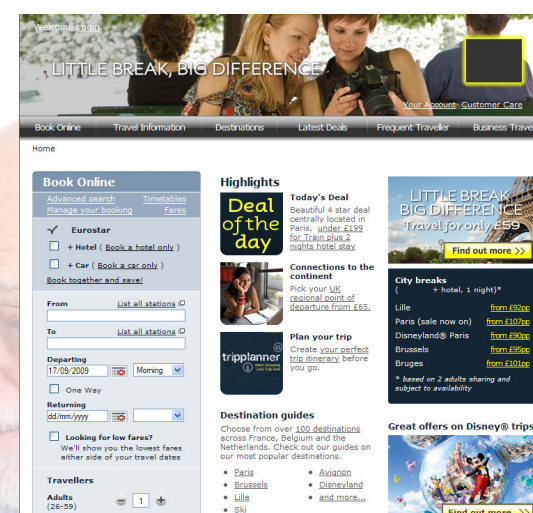 Welcome Login
LITTLE BREAK, BIG DIFFERENCE
Your Account Customer Care
Book Online Travel Information Destinations Latest Deals Frequent Traveller Business Trave
Home
Book Online
Advanced search Timetables
Manage your booking Fares
Eurostar
+ Hotel ( Book a hotel only )
+ Car ( Book a car only )
Book together and save!
From List all stations
To List all stations
Departing
17/09/2009 Morning
One Way
Returning
dd/mm/yyyy
Looking for low fares?
We'll show you the lowest fares
either side of your travel dates
Travellers
Adults
(26-59)
1
Highlights
Deal
of the
day
Today's Deal
Beautiful 4 star deal
centrally located in
Paris, under £199
for Train plus 2
nights hotel stay
Connections to the
continent
Pick your UK
regional point of
departure from £65.
tripplanner
Plan your trip
Create your perfect
trip itinerary before
you go.
Destination guides
Choose from over 100 destinations
across France, Belgium and the
Netherlands. Check out our guides on
our most popular destinations.
Paris
Brussels
Lille
Ski
Avignon
Disneyland
and more...
LITTLE BREAK
BIG DIFFERENCE
Travel for only £59
Find out more >>
City breaks
( + hotel, 1 night)*
Lille from £92pp
Paris (sale now on) from £107pp
Disneyland® Paris from £90pp
Brussels from £95pp
Bruges from £101pp
* based on 2 adults sharing and
subject to availability
Great offers on Disney® trips
Find out more >>